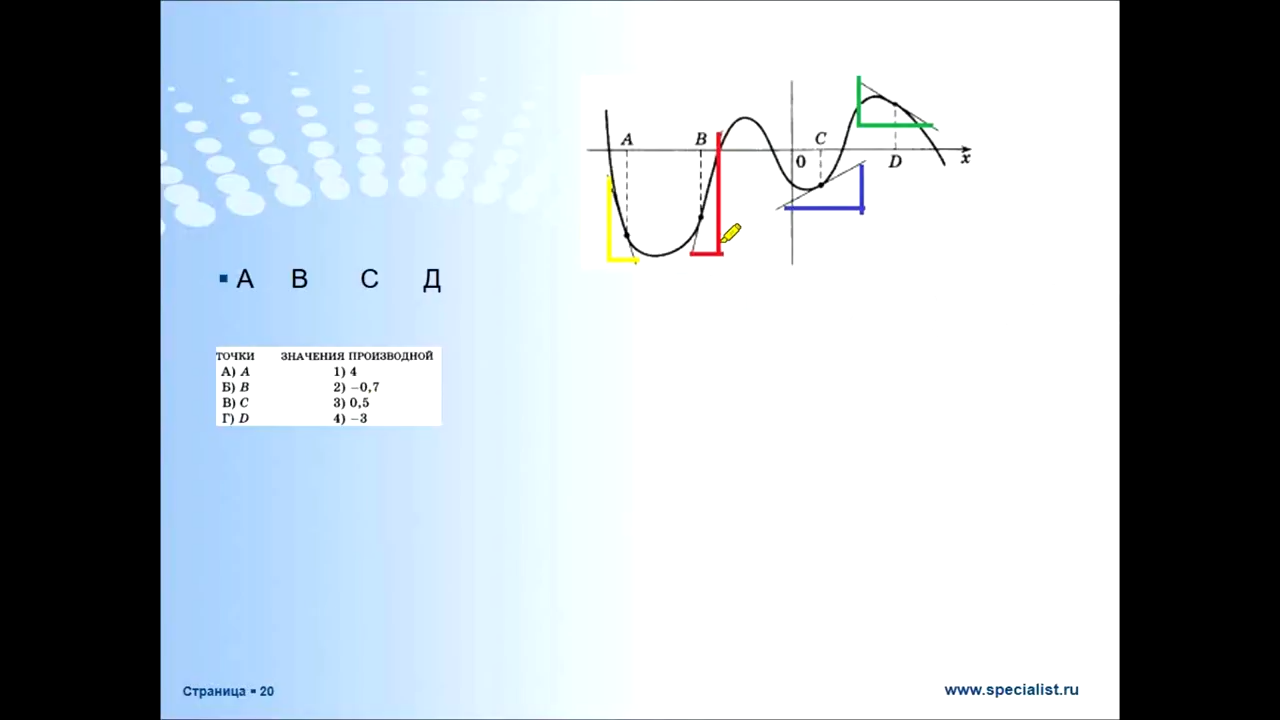 A B C D
0 x
А В С Д
ТОЧКИ ЗНАЧЕНИЯ ПРОИЗВОДНОЙ
А) A 1) 4
Б) B 2) −0,7
В) C 3) 0,5
Г) D 4) −3
Страница ▪ 20 www.specialist.ru